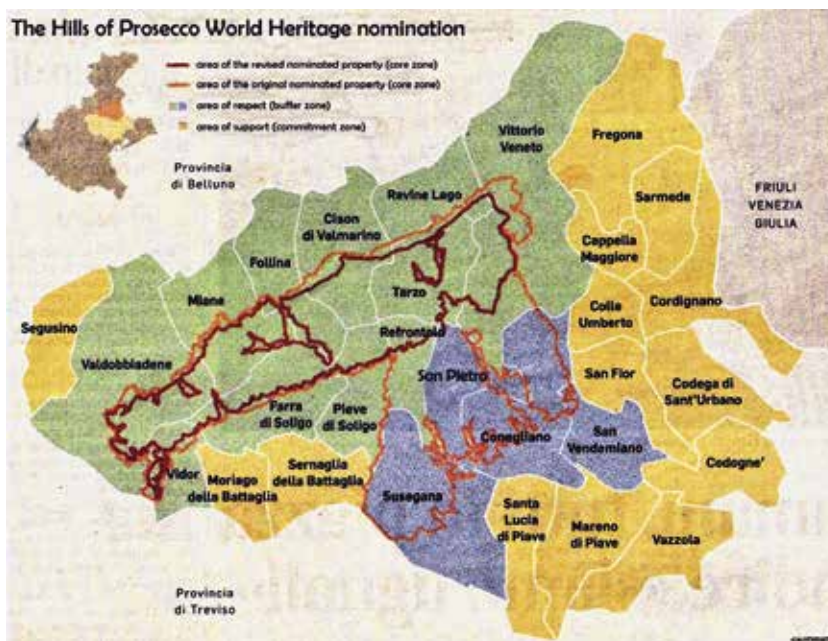 The Hills of Prosecco World Heritage nomination
area of the revised nominated property (core zone)
area of the original nominated property (core zone)
area of respect (buffer zone)
area of support (commitment zone)
Provincia
di Belluno
Vittorio
Veneto
Fregona
Sarmede
FRIULI
VENEZIA
GIULIA
Revine Lago
Cison
di Valmarino
Follina
Cappella
Maggiore
Miane
Tarzo
Cordignano
Segusino
Colle
Umberto
Refrontolo
Valdobbiadene
San Pietro
San Fior
Codega di
Sant'Urbano
Farra
di Soligo
Pieve di
Soligo
Conegliano
San
Vendemiano
Codogne'
Vidor
Moriago
della Battaglia
Sernaglia
della Battaglia
Susegana
Santa
Lucia
di Piave
Mareno
di Piave
Vazzola
Provincia
di Treviso